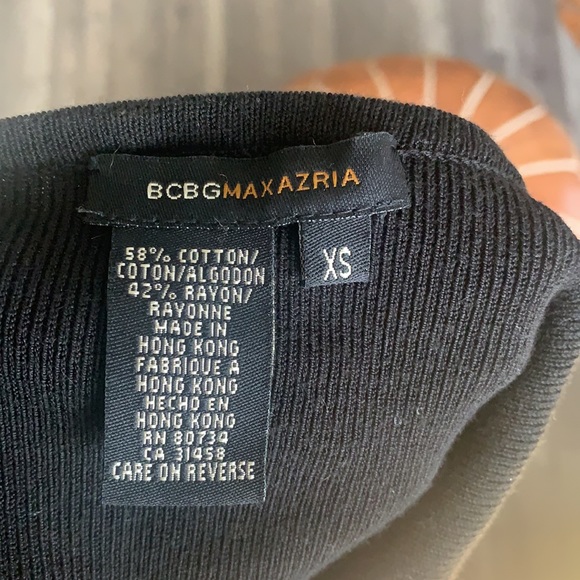 BCBGMAXAZRIA
XS
58% COTTON/
COTON/ALGODON
42% RAYON/
RAYONNE
MADE IN
HONG KONG
FABRIQUE A
HONG KONG
HECHO EN
HONG KONG
RN 80734
CA 31458
CARE ON REVERSE